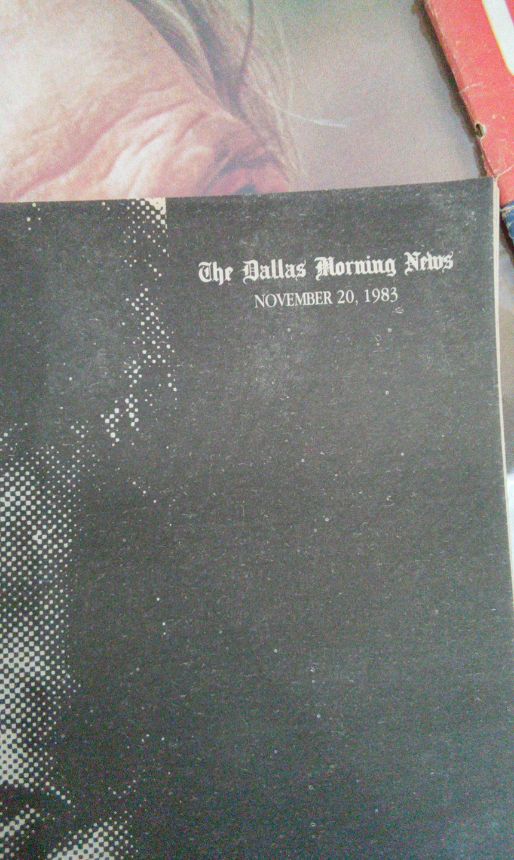 The Dallas Morning News
NOVEMBER 20, 1983